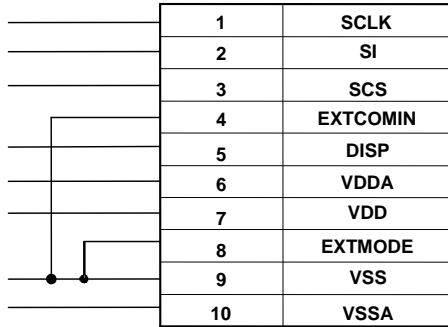 1 SCLK
2 SI
3 SCS
4 EXTCOMIN
5 DISP
6 VDDA
7 VDD
8 EXTMODE
9 VSS
10 VSSA